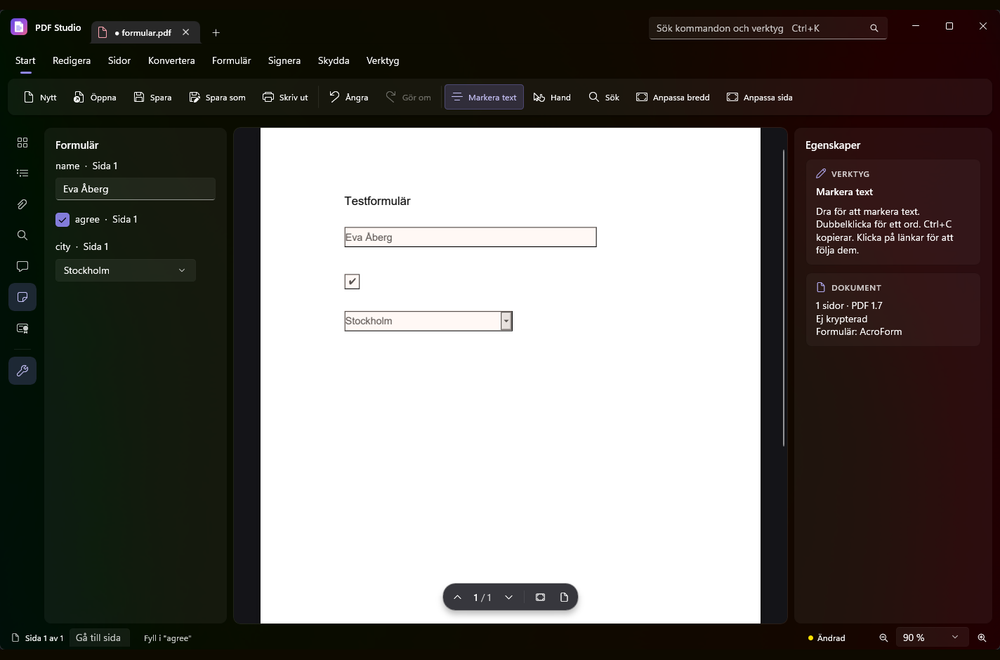 PDF Studio
• formular.pdf
Sök kommandon och verktyg Ctrl+K
Start Redigera Sidor Konvertera Formulär Signera Skydda Verktyg
Nytt Öppna Spara Spara som Skriv ut Ångra Gör om Markera text Hand Sök Anpassa bredd Anpassa sida
Formulär
name · Sida 1
Eva Åberg
agree · Sida 1
city · Sida 1
Stockholm
Testformulär
Eva Åberg
Stockholm
1 / 1
Egenskaper
VERKTYG
Markera text
Dra för att markera text.
Dubbelklicka för ett ord. Ctrl+C
kopierar. Klicka på länkar för att
följa dem.
DOKUMENT
1 sidor · PDF 1.7
Ej krypterad
Formulär: AcroForm
Sida 1 av 1 Gå till sida Fyll i "agree"
Ändrad 90 %